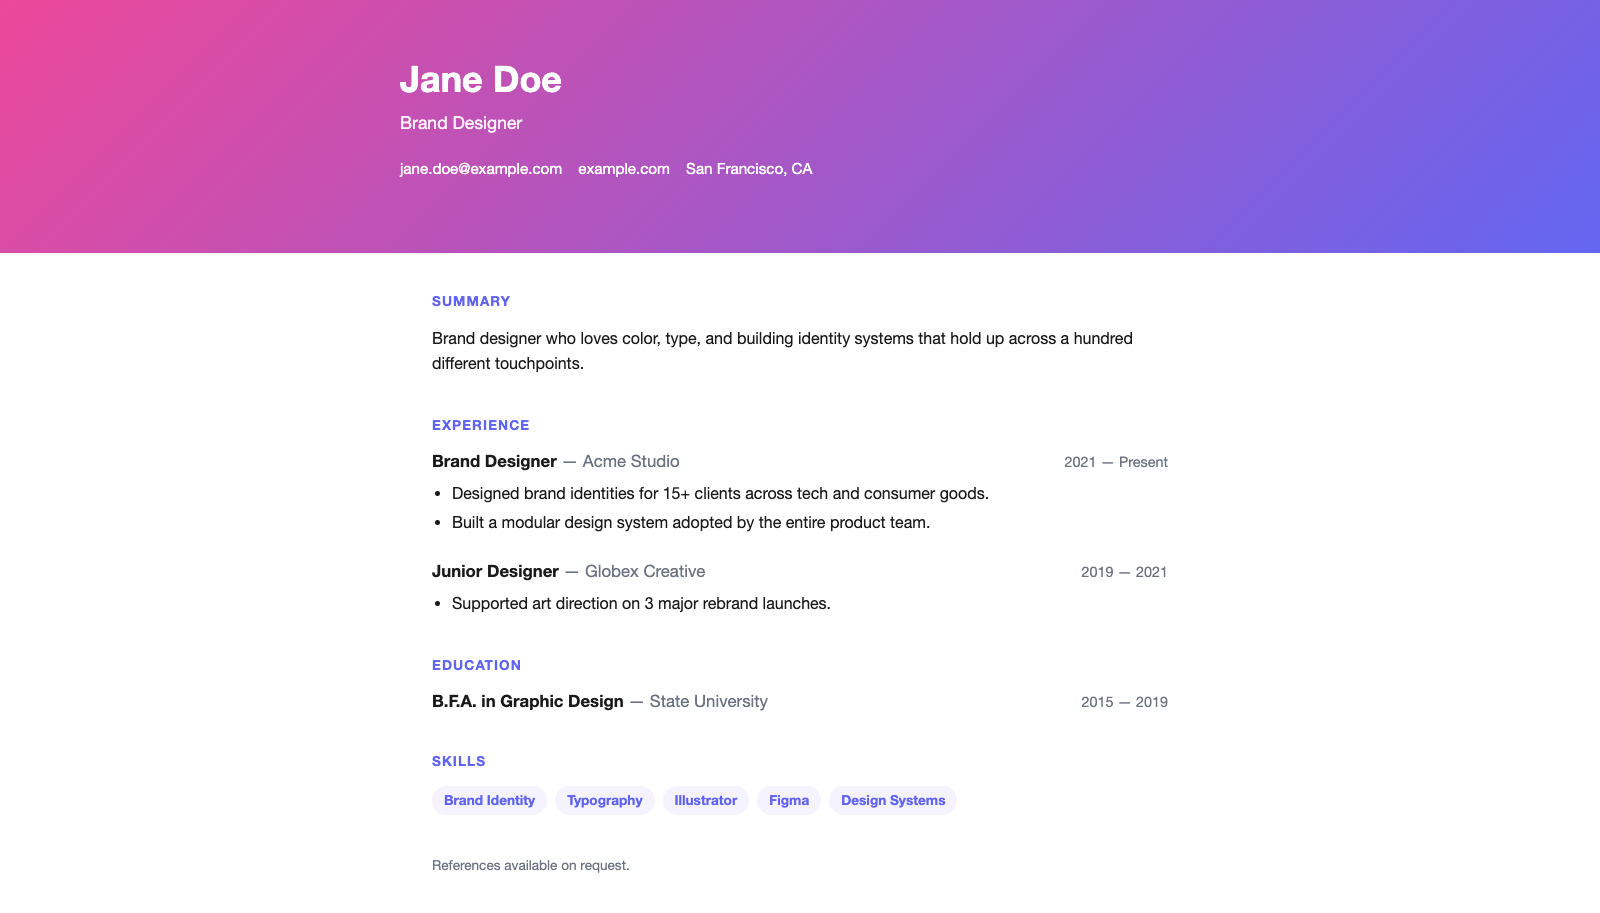 Jane Doe
Brand Designer
jane.doe@example.com example.com San Francisco, CA
SUMMARY
Brand designer who loves color, type, and building identity systems that hold up across a hundred
different touchpoints.
EXPERIENCE
Brand Designer — Acme Studio 2021 — Present
• Designed brand identities for 15+ clients across tech and consumer goods.
• Built a modular design system adopted by the entire product team.
Junior Designer — Globex Creative 2019 — 2021
• Supported art direction on 3 major rebrand launches.
EDUCATION
B.F.A. in Graphic Design — State University 2015 — 2019
SKILLS
Brand Identity Typography Illustrator Figma Design Systems
References available on request.